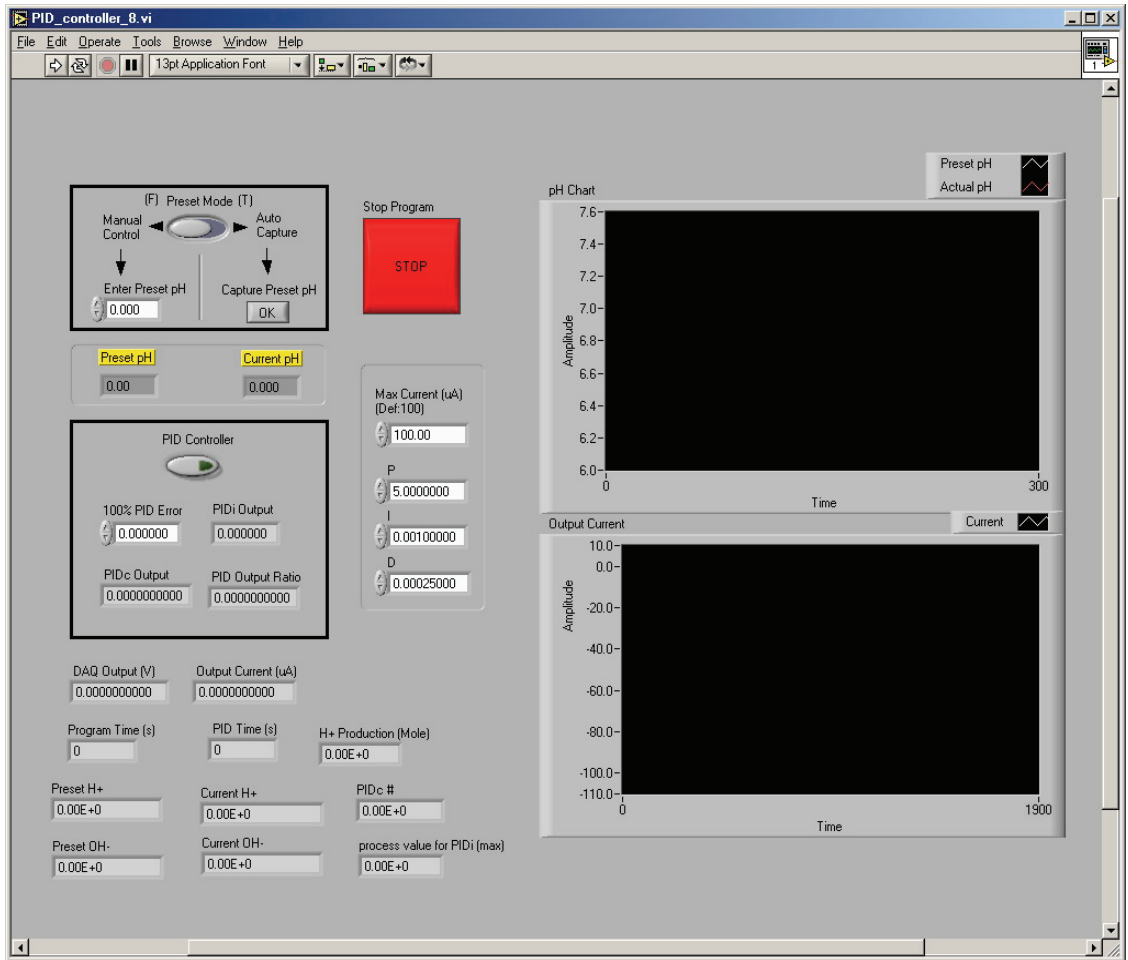 PID_controller_8.vi
File Edit Operate Tools Browse Window Help
13pt Application Font
1
(F) Preset Mode (T)
Manual Control
Auto Capture
Enter Preset pH
0.000
Capture Preset pH
OK
Preset pH
0.00
Current pH
0.000
PID Controller
100% PID Error
0.000000
PIDi Output
0.000000
PIDc Output
0.0000000000
PID Output Ratio
0.0000000000
DAQ Output (V)
0.0000000000
Output Current (uA)
0.0000000000
Program Time (s)
0
PID Time (s)
0
H+ Production (Mole)
0.00E+0
Preset H+
0.00E+0
Current H+
0.00E+0
PIDc #
0.00E+0
Preset OH-
0.00E+0
Current OH-
0.00E+0
process value for PIDi (max)
0.00E+0
Stop Program
STOP
Max Current (uA)
(Def:100)
100.00
P
5.0000000
I
0.00100000
D
0.00025000
Preset pH
Actual pH
pH Chart
7.6
7.4
7.2
7.0
6.8
6.6
6.4
6.2
6.0
Amplitude
0
300
Time
Output Current
Current
10.0
0.0
-20.0
-40.0
-60.0
-80.0
-100.0
-110.0
Amplitude
0
1900
Time